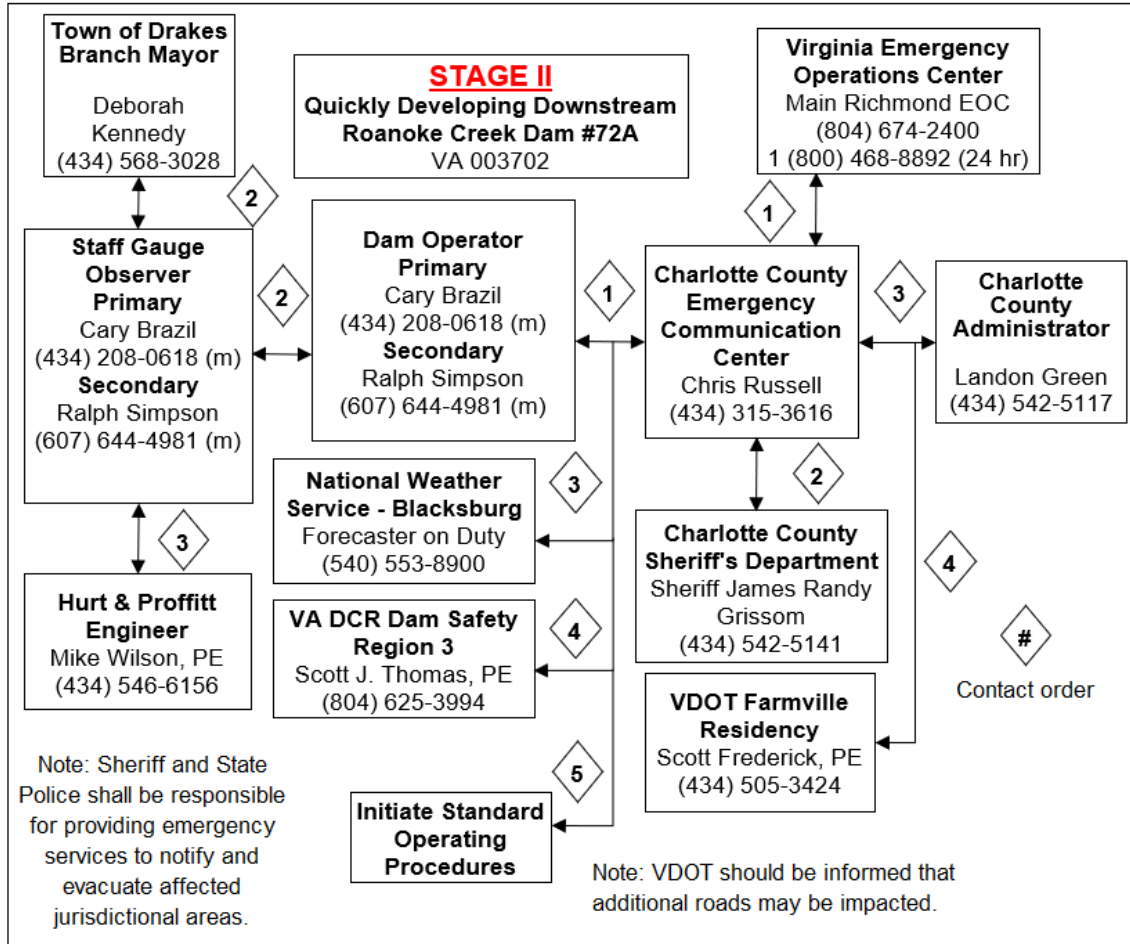 Town of Drakes
Branch Mayor
Deborah
Kennedy
(434) 568-3028
STAGE II
Quickly Developing Downstream
Roanoke Creek Dam #72A
VA 003702
Virginia Emergency
Operations Center
Main Richmond EOC
(804) 674-2400
1 (800) 468-8892 (24 hr)
2
1
Staff Gauge
Observer
Primary
Cary Brazil
(434) 208-0618 (m)
Secondary
Ralph Simpson
(607) 644-4981 (m)
2
Dam Operator
Primary
Cary Brazil
(434) 208-0618 (m)
Secondary
Ralph Simpson
(607) 644-4981 (m)
1
Charlotte County
Emergency
Communication
Center
Chris Russell
(434) 315-3616
3
Charlotte
County
Administrator
Landon Green
(434) 542-5117
3
Hurt & Proffitt
Engineer
Mike Wilson, PE
(434) 546-6156
National Weather
Service - Blacksburg
Forecaster on Duty
(540) 553-8900
3
VA DCR Dam Safety
Region 3
Scott J. Thomas, PE
(804) 625-3994
4
2
Charlotte County
Sheriff's Department
Sheriff James Randy
Grissom
(434) 542-5141
4
VDOT Farmville
Residency
Scott Frederick, PE
(434) 505-3424
#
Contact order
5
Initiate Standard
Operating
Procedures
Note: Sheriff and State
Police shall be responsible
for providing emergency
services to notify and
evacuate affected
jurisdictional areas.
Note: VDOT should be informed that
additional roads may be impacted.